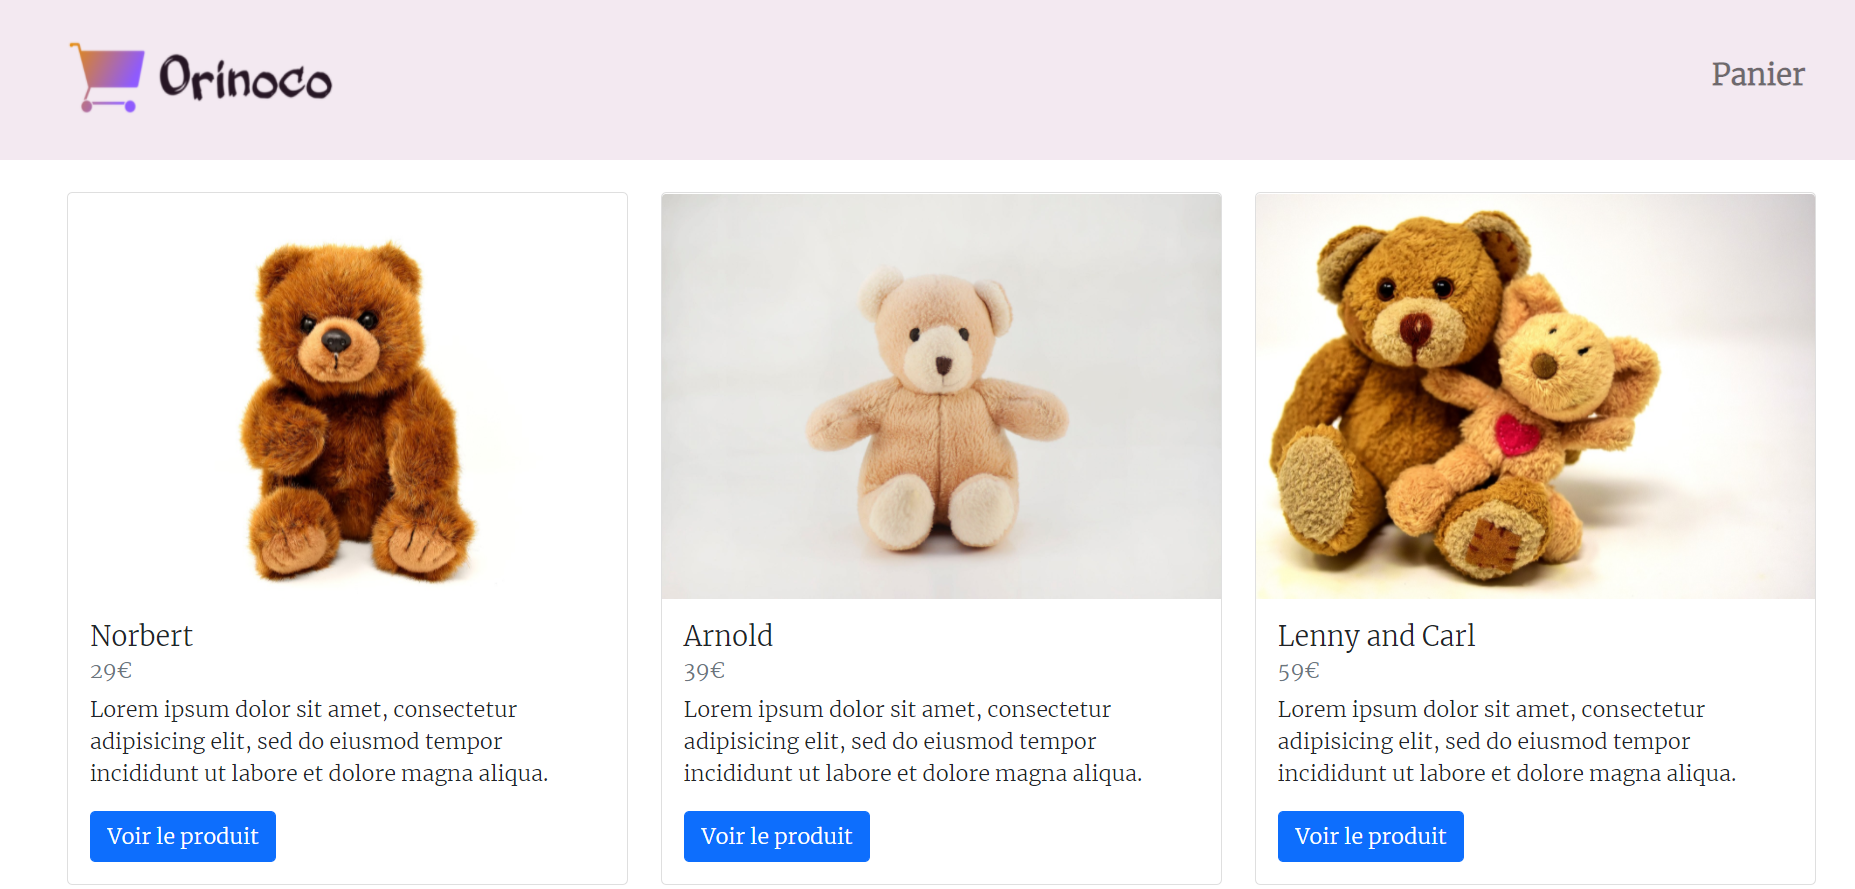 Orinoco
Panier
Norbert
29€
Lorem ipsum dolor sit amet, consectetur
adipisicing elit, sed do eiusmod tempor
incididunt ut labore et dolore magna aliqua.
Voir le produit
Arnold
39€
Lorem ipsum dolor sit amet, consectetur
adipisicing elit, sed do eiusmod tempor
incididunt ut labore et dolore magna aliqua.
Voir le produit
Lenny and Carl
59€
Lorem ipsum dolor sit amet, consectetur
adipisicing elit, sed do eiusmod tempor
incididunt ut labore et dolore magna aliqua.
Voir le produit